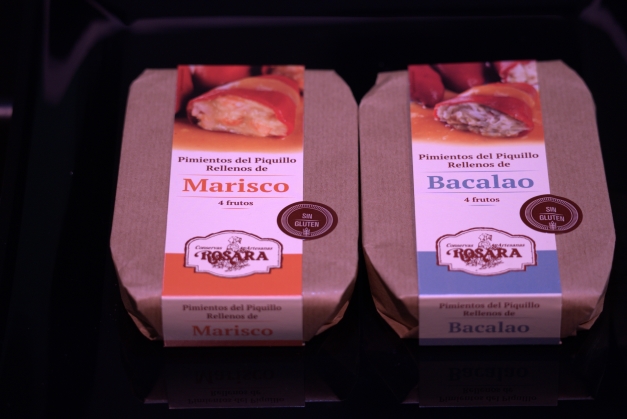 Pimientos del Piquillo
Rellenos de
Marisco
4 frutos
SIN
GLUTEN
Conservas Artesanas
ROSARA
Pimientos del Piquillo
Rellenos de
Marisco
Pimientos del Piquillo
Rellenos de
Bacalao
4 frutos
SIN
GLUTEN
Conservas Artesanas
ROSARA
Pimientos del Piquillo
Rellenos de
Bacalao